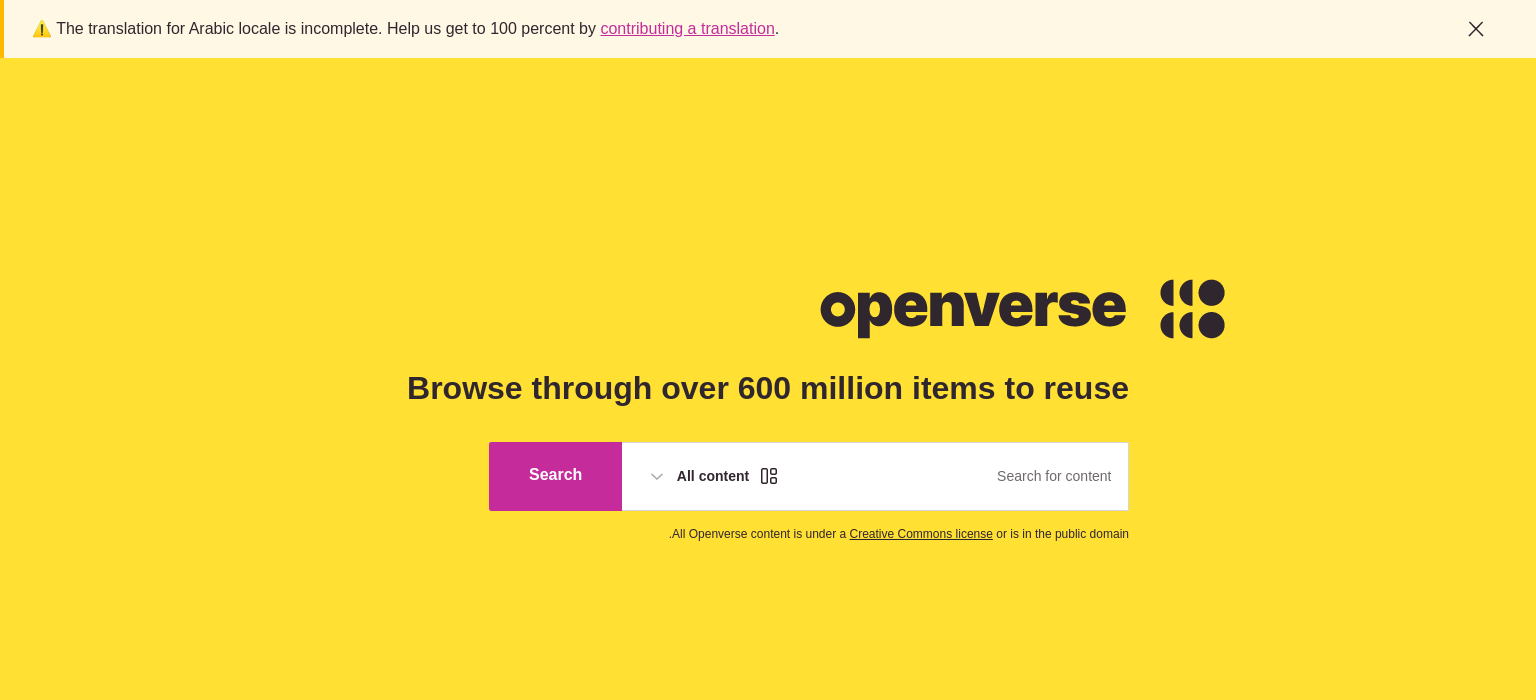 ⚠️ The translation for Arabic locale is incomplete. Help us get to 100 percent by contributing a translation.
openverse
Browse through over 600 million items to reuse
Search
All content
Search for content
.All Openverse content is under a Creative Commons license or is in the public domain